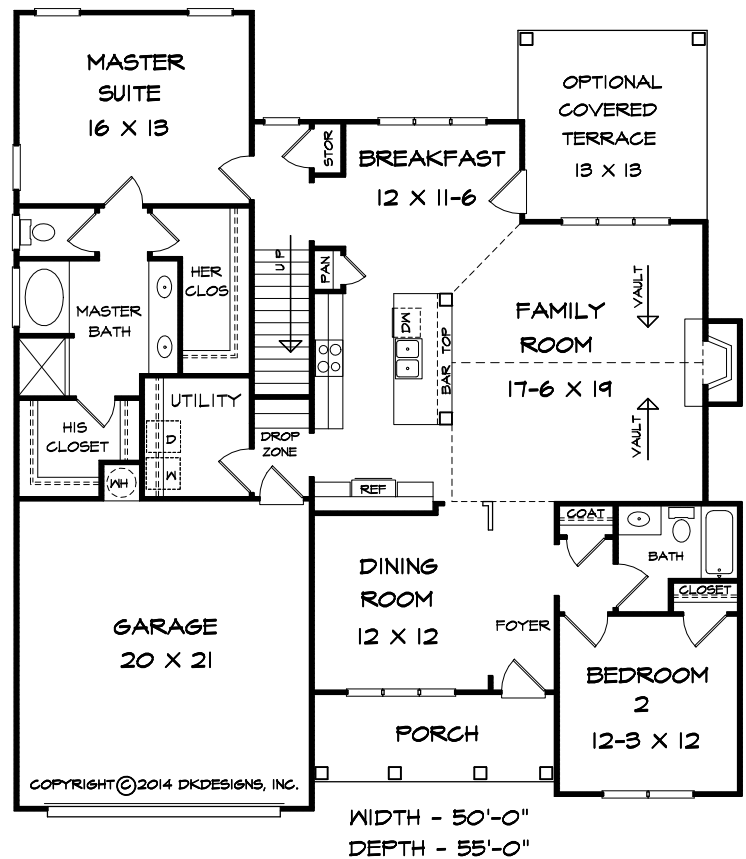 MASTER
SUITE
16 X 13
OPTIONAL
COVERED
TERRACE
13 X 13
STOR
BREAKFAST
12 X 11-6
HER
CLOS
UP
PAN
MASTER
BATH
DW
BAR TOP
FAMILY
ROOM
17-6 X 19
VAULT
VAULT
UTILITY
D
W
HIS
CLOSET
WH
DROP
ZONE
REF
COAT
BATH
CLOSET
DINING
ROOM
12 X 12
FOYER
GARAGE
20 X 21
BEDROOM
2
12-3 X 12
PORCH
COPYRIGHT©2014 DKDESIGNS, INC.
WIDTH - 50'-0"
DEPTH - 55'-0"